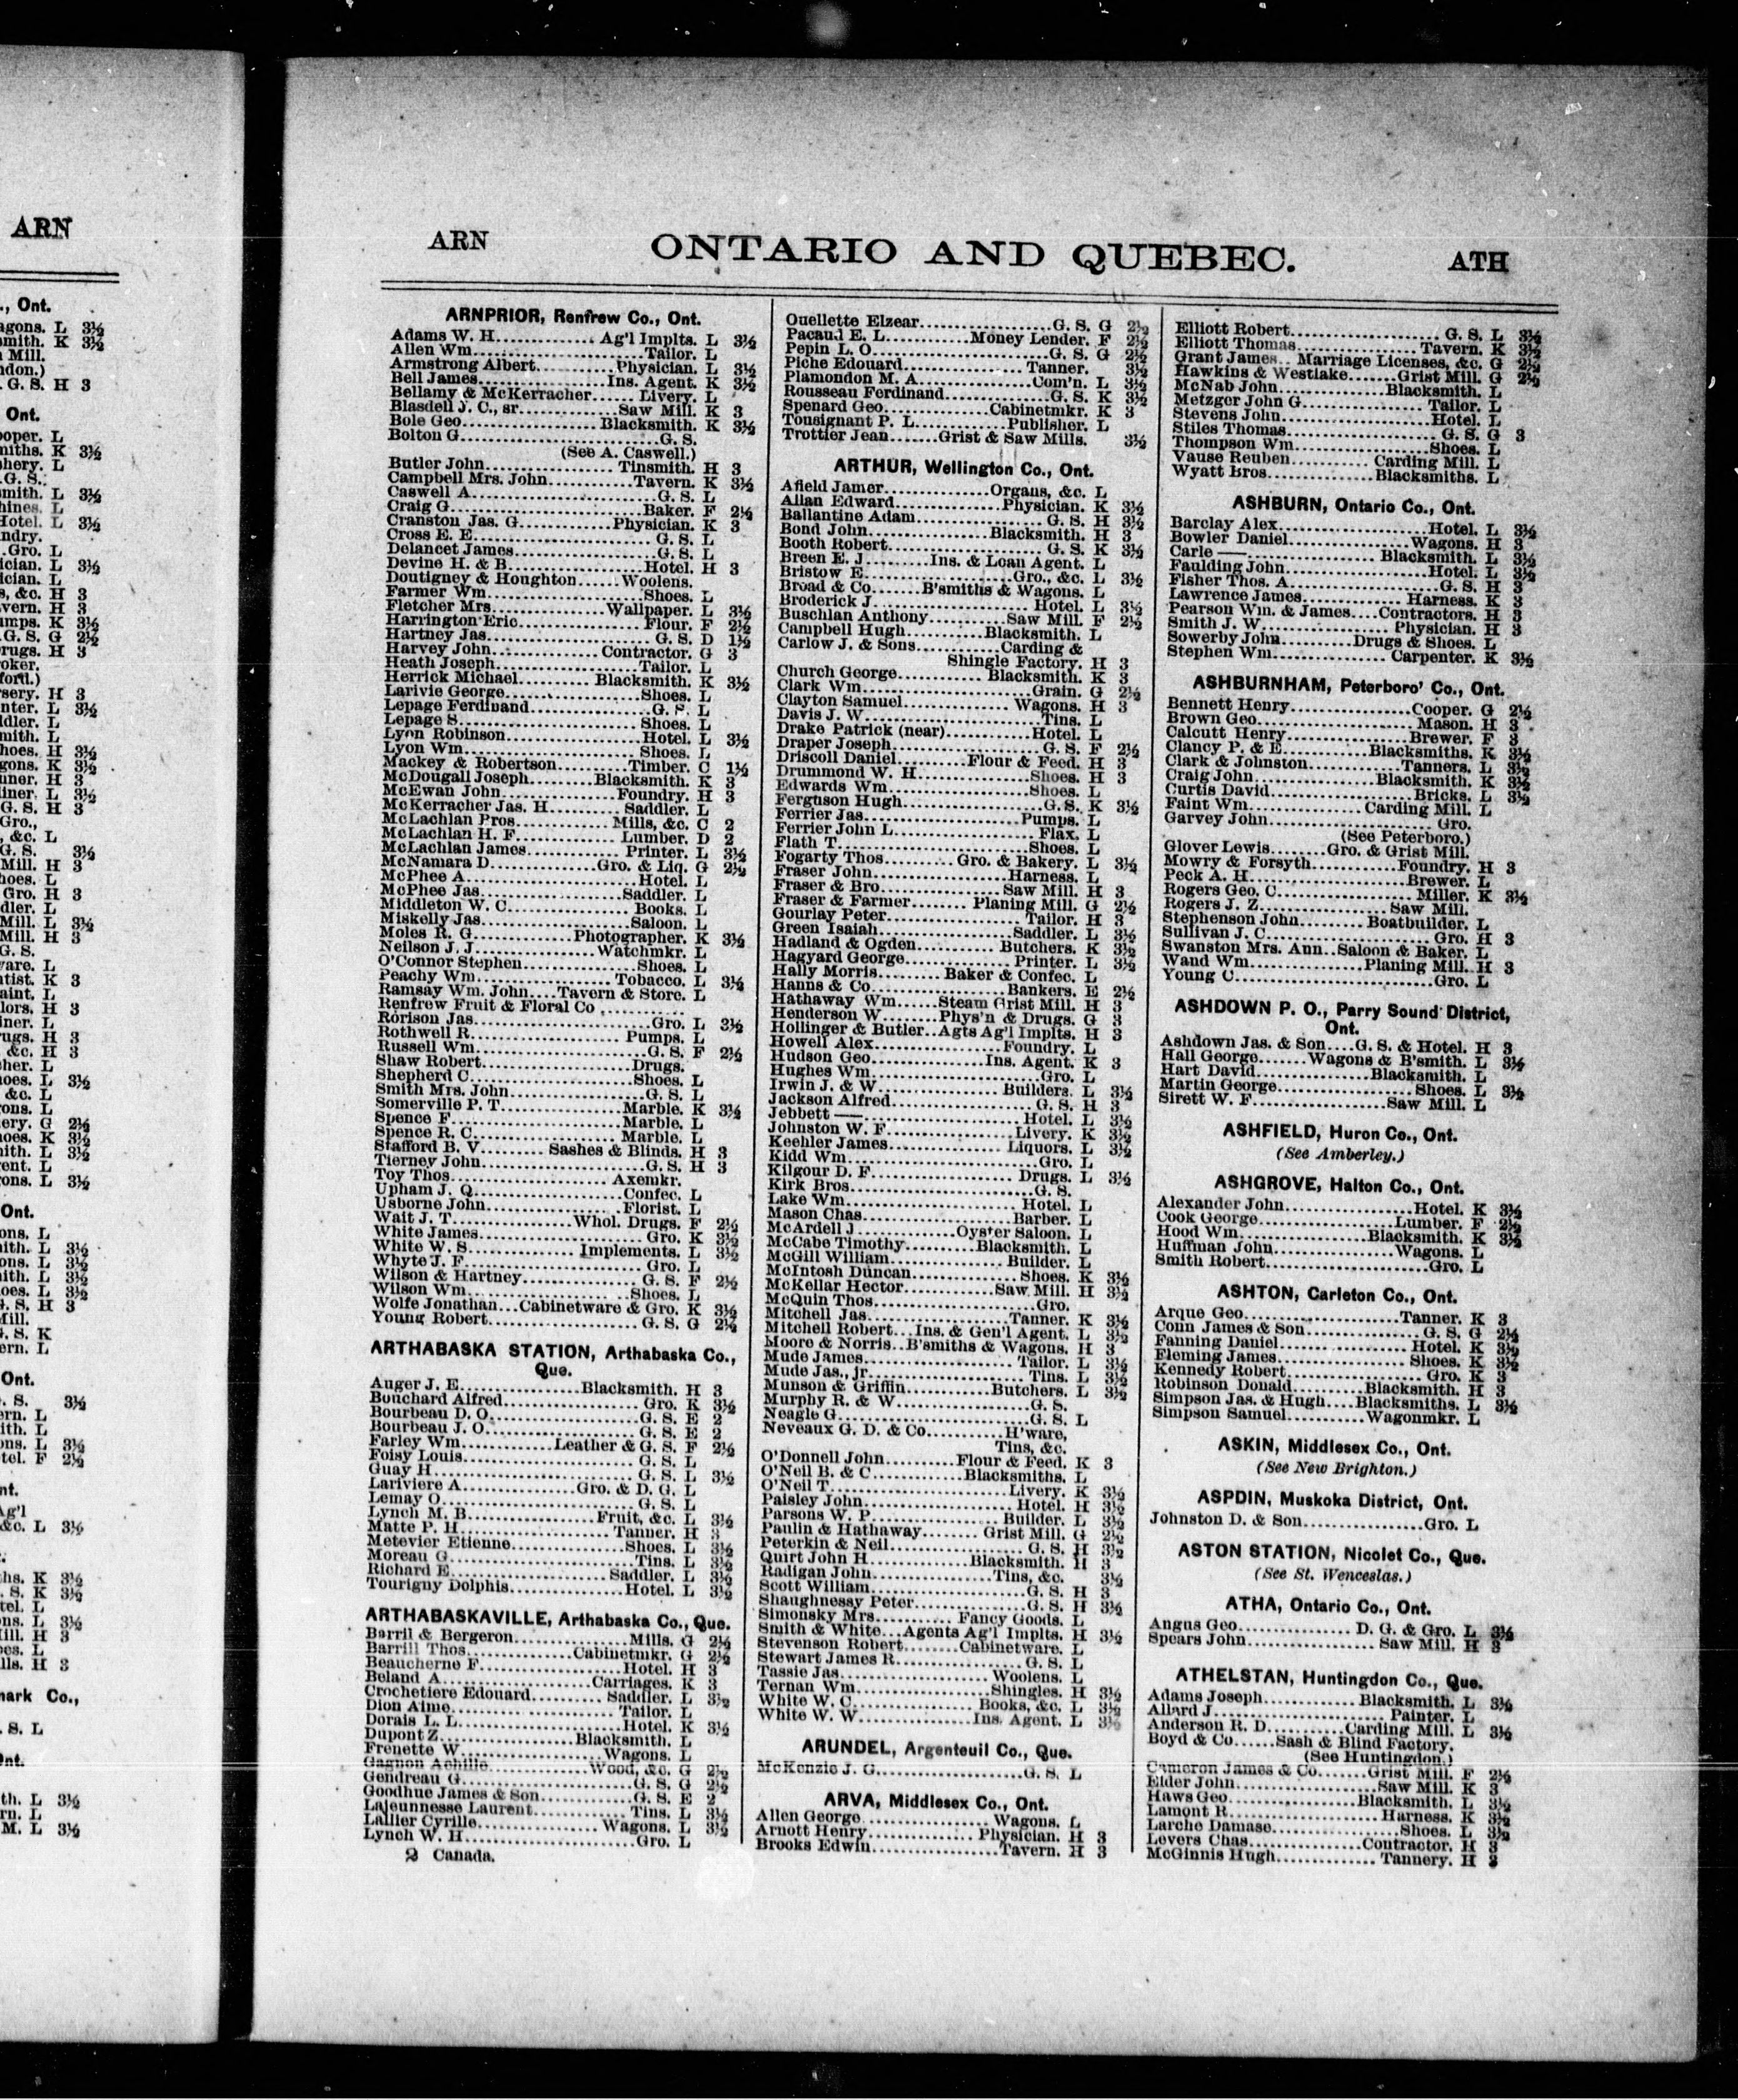 ARN
ARN ONTARIO AND QUEBEC. ATH
ARNPRIOR, Renfrew Co., Ont.
Adams W. H. Ag'l Implts. L 3½
Allen Wm. Tailor. L
Armstrong Albert. Physician. L 3½
Bell James. Ins. Agent. K 3½
Bellamy & McKerracher. Livery. L
Blasdell J. C., sr. Saw Mill. K 3
Bole Geo. Blacksmith. K 3½
Bolton G. G. S.
(See A. Caswell.)
Butler John. Tinsmith. H 3
Campbell Mrs. John. Tavern. K 3½
Caswell A. G. S. L
Craig G. Baker. F 2½
Cranston Jas. G. Physician. K 3
Cross E. E. G. S. L
Delancet James. G. S. L
Devine H. & B. Hotel. H 3
Doutigney & Houghton. Woolens.
Farmer Wm. Shoes. L
Fletcher Mrs. Wallpaper. L 3½
Harrington Eric. Flour. F 2½
Hartney Jas. G. S. D 1½
Harvey John. Contractor. G 3
Heath Joseph. Tailor. L
Herrick Michael. Blacksmith. K 3½
Larivie George. Shoes. L
Lepage Ferdinand. G. S. L
Lepage S. Shoes. L
Lyon Robinson. Hotel. L 3½
Lyon Wm. Shoes. L
Mackey & Robertson. Timber. C 1½
McDougall Joseph. Blacksmith. K 3
McEwan John. Foundry. H 3
McKerracher Jas. H. Saddler. L
McLachlan Bros. Mills, &c. C 2
McLachlan H. F. Lumber. D 2
McLachlan James. Printer. L 3½
McNamara D. Gro. & Liq. G 2½
McPhee A. Hotel. L
McPhee Jas. Saddler. L
Middleton W. C. Books. L
Miskelly Jas. Saloon. L
Moles R. G. Photographer. K 3½
Neilson J. J. Watchmkr. L
O'Connor Stephen. Shoes. L
Peachy Wm. Tobacco. L 3½
Ramsay Wm. John. Tavern & Store. L
Renfrew Fruit & Floral Co.
Rorison Jas. Gro. L 3½
Rothwell R. Pumps. L
Russell Wm. G. S. F 2½
Shaw Robert. Drugs.
Shepherd C. Shoes. L
Smith Mrs. John. G. S. L
Somerville P. T. Marble. K 3½
Spence F. Marble. L
Spence R. C. Marble. L
Stafford B. V. Sashes & Blinds. H 3
Tierney John. G. S. H 3
Toy Thos. Axemkr.
Upham J. Q. Confec. L
Usborne John. Florist. L
Wait J. T. Whol. Drugs. F 2½
White James. Gro. K 3½
White W. S. Implements. L 3½
Whyte J. F. Gro. L
Wilson & Hartney. G. S. F 2½
Wilson Wm. Shoes. L
Wolfe Jonathan. Cabinetware & Gro. K 3½
Young Robert. G. S. G 2½
ARTHABASKA STATION, Arthabaska Co.,
Que.
Auger J. E. Blacksmith. H 3
Bouchard Alfred. Gro. K 3½
Bourbeau D. O. G. S. E 2
Bourbeau J. O. G. S. E 2
Farley Wm. Leather & G. S. F 2½
Foisy Louis. G. S. L
Guay H. G. S. L 3½
Lariviere A. Gro. & D. G. L
Lemay O. G. S. L
Lynch M. B. Fruit, &c. L 3½
Matte P. H. Tanner. H 3
Metevier Etienne. Shoes. L 3½
Moreau G. Tins. L 3½
Richard E. Saddler. L 3½
Tourigny Dolphis. Hotel. L 3½
ARTHABASKAVILLE, Arthabaska Co., Que.
Barril & Bergeron. Mills. G 2½
Barrill Thos. Cabinetmkr. G 2½
Beaucherne F. Hotel. H 3
Beland A. Carriages. K 3
Crochetiere Edouard. Saddler. L 3½
Dion Aime. Tailor. L
Dorais L. L. Hotel. K 3½
Dupont Z. Blacksmith. L
Frenette W. Wagons. L
Gagnon Achille. Wood, &c. G 2½
Gendreau G. G. S. G 2½
Goodhue James & Son. G. S. E 2
Lajeunnesse Laurent. Tins. L 3½
Lallier Cyrille. Wagons. L 3½
Lynch W. H. Gro. L
2 Canada.
Ouellette Elzear. G. S. G 2½
Pacaud E. L. Money Lender. F 2½
Pepin L. O. G. S. G 2½
Piche Edouard. Tanner. 3½
Plamondon M. A. Com'n. L 3½
Rousseau Ferdinand. G. S. K 3½
Spenard Geo. Cabinetmkr. K 3
Tousignant P. L. Publisher. L
Trottier Jean. Grist & Saw Mills. 3½
ARTHUR, Wellington Co., Ont.
Afield Jamer. Organs, &c. L
Allan Edward. Physician. K 3½
Ballantine Adam. G. S. H 3½
Bond John. Blacksmith. H 3
Booth Robert. G. S. K 3½
Breen E. J. Ins. & Loan Agent. L
Bristow E. Gro., &c. L 3½
Broad & Co. B'smiths & Wagons. L
Broderick J. Hotel. L 3½
Buschlan Anthony. Saw Mill. F 2½
Campbell Hugh. Blacksmith. L
Carlow J. & Sons. Carding &
Shingle Factory. H 3
Church George. Blacksmith. K 3
Clark Wm. Grain. G 2½
Clayton Samuel. Wagons. H 3
Davis J. W. Tins. L
Drake Patrick (near). Hotel. L
Draper Joseph. G. S. F 2½
Driscoll Daniel. Flour & Feed. H 3
Drummond W. H. Shoes. H 3
Edwards Wm. Shoes. L
Ferguson Hugh. G. S. K 3½
Ferrier Jas. Pumps. L
Ferrier John L. Flax. L
Flath T. Shoes. L
Fogarty Thos. Gro. & Bakery. L 3½
Fraser John. Harness. L
Fraser & Bro. Saw Mill. H 3
Fraser & Farmer. Planing Mill. G 2½
Gourlay Peter. Tailor. H 3
Green Isaiah. Saddler. L 3½
Hadland & Ogden. Butchers. K 3½
Hagyard George. Printer. L 3½
Hally Morris. Baker & Confec. L
Hanns & Co. Bankers. E 2½
Hathaway Wm. Steam Grist Mill. H 3
Henderson W. Phys'n & Drugs. G 3
Hollinger & Butler. Agts Ag'l Implts. H 3
Howell Alex. Foundry. L
Hudson Geo. Ins. Agent. K 3
Hughes Wm. Gro. L
Irwin J. & W. Builders. L 3½
Jackson Alfred. G. S. H 3
Jebbett —. Hotel. L 3½
Johnston W. F. Livery. K 3½
Keehler James. Liquors. L 3½
Kidd Wm. Gro. L
Kilgour D. F. Drugs. L 3½
Kirk Bros. G. S.
Lake Wm. Hotel. L
Mason Chas. Barber. L
McArdell J. Oyster Saloon. L
McCabe Timothy. Blacksmith. L
McGill William. Builder. L
McIntosh Duncan. Shoes. K 3½
McKellar Hector. Saw Mill. H 3½
McQuin Thos. Gro.
Mitchell Jas. Tanner. K 3½
Mitchell Robert. Ins. & Gen'l Agent. L 3½
Moore & Norris. B'smiths & Wagons. H 3
Mude James. Tailor. L 3½
Mude Jas., jr. Tins. L 3½
Munson & Griffin. Butchers. L 3½
Murphy R. & W. G. S.
Neagle G. G. S. L
Neveaux G. D. & Co. H'ware,
Tins, &c.
O'Donnell John. Flour & Feed. K 3
O'Neil B. & C. Blacksmiths. L
O'Neil T. Livery. K 3½
Paisley John. Hotel. H 3½
Parsons W. P. Builder. L 3½
Paulin & Hathaway. Grist Mill. G 2½
Peterkin & Neil. G. S. H 3½
Quirt John H. Blacksmith. H 3
Radigan John. Tins, &c. 3½
Scott William. G. S. H 3
Shaughnessy Peter. G. S. H 3½
Simonsky Mrs. Fancy Goods. L
Smith & White. Agents Ag'l Implts. H 3½
Stevenson Robert. Cabinetware. L
Stewart James R. G. S. L
Tassie Jas. Woolens. L
Ternan Wm. Shingles. H 3½
White W. C. Books, &c. L 3½
White W. W. Ins. Agent. L 3½
ARUNDEL, Argenteuil Co., Que.
McKenzie J. G. G. S. L
ARVA, Middlesex Co., Ont.
Allen George. Wagons. L
Arnott Henry. Physician. H 3
Brooks Edwin. Tavern. H 3
Elliott Robert. G. S. L 3½
Elliott Thomas. Tavern. K 3½
Grant James. Marriage Licenses, &c. G 2½
Hawkins & Westlake. Grist Mill. G 2½
McNab John. Blacksmith. L
Metzger John G. Tailor. L
Stevens John. Hotel. L
Stiles Thomas. G. S. G 3
Thompson Wm. Shoes. L
Vause Reuben. Carding Mill. L
Wyatt Bros. Blacksmiths. L
ASHBURN, Ontario Co., Ont.
Barclay Alex. Hotel. L 3½
Bowler Daniel. Wagons. H 3
Carle —. Blacksmith. L 3½
Faulding John. Hotel. L 3½
Fisher Thos. A. G. S. H 3
Lawrence James. Harness. K 3
Pearson Wm. & James. Contractors. H 3
Smith J. W. Physician. H 3
Sowerby John. Drugs & Shoes. L
Stephen Wm. Carpenter. K 3½
ASHBURNHAM, Peterboro' Co., Ont.
Bennett Henry. Cooper. G 2½
Brown Geo. Mason. H 3
Calcutt Henry. Brewer. F 3
Clancy P. & E. Blacksmiths. K 3½
Clark & Johnston. Tanners. L 3½
Craig John. Blacksmith. K 3½
Curtis David. Bricks. L 3½
Faint Wm. Carding Mill. L
Garvey John. Gro.
(See Peterboro.)
Glover Lewis. Gro. & Grist Mill.
Mowry & Forsyth. Foundry. H 3
Peck A. H. Brewer. L
Rogers Geo. C. Miller. K 3½
Rogers J. Z. Saw Mill.
Stephenson John. Boatbuilder. L
Sullivan J. C. Gro. H 3
Swanston Mrs. Ann. Saloon & Baker. L
Wand Wm. Planing Mill. H 3
Young C. Gro. L
ASHDOWN P. O., Parry Sound District,
Ont.
Ashdown Jas. & Son. G. S. & Hotel. H 3
Hall George. Wagons & B'smith. L 3½
Hart David. Blacksmith. L
Martin George. Shoes. L 3½
Sirett W. F. Saw Mill. L
ASHFIELD, Huron Co., Ont.
(See Amberley.)
ASHGROVE, Halton Co., Ont.
Alexander John. Hotel. K 3½
Cook George. Lumber. F 2½
Hood Wm. Blacksmith. K 3½
Huffman John. Wagons. L
Smith Robert. Gro. L
ASHTON, Carleton Co., Ont.
Arque Geo. Tanner. K 3
Conn James & Son. G. S. G 2½
Fanning Daniel. Hotel. K 3½
Fleming James. Shoes. K 3½
Kennedy Robert. Gro. K 3
Robinson Donald. Blacksmith. H 3
Simpson Jas. & Hugh. Blacksmiths. L 3½
Simpson Samuel. Wagonmkr. L
ASKIN, Middlesex Co., Ont.
(See New Brighton.)
ASPDIN, Muskoka District, Ont.
Johnston D. & Son. Gro. L
ASTON STATION, Nicolet Co., Que.
(See St. Wenceslas.)
ATHA, Ontario Co., Ont.
Angus Geo. D. G. & Gro. L 3½
Spears John. Saw Mill. H 3
ATHELSTAN, Huntingdon Co., Que.
Adams Joseph. Blacksmith. L 3½
Allard J. Painter. L
Anderson R. D. Carding Mill. L 3½
Boyd & Co. Sash & Blind Factory.
(See Huntingdon.)
Cameron James & Co. Grist Mill. F 2½
Elder John. Saw Mill. K 3
Haws Geo. Blacksmith. L 3½
Lamont R. Harness. K 3
Larche Damase. Shoes. L 3½
Levers Chas. Contractor. H 3
McGinnis Hugh. Tannery. H 3